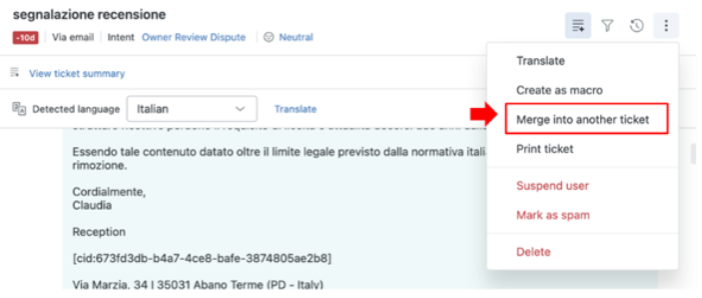 segnalazione recensione
-10d Via email Intent Owner Review Dispute Neutral
View ticket summary
Detected language Italian Translate
Essendo tale contenuto datato oltre il limite legale previsto dalla normativa
rimozione.
Cordialmente,
Claudia
Reception
[cid:673fd3db-b4a7-4ce8-bafe-3874805ae2b8]
Via Marzia, 34 | 35031 Abano Terme (PD - Italy)
Translate
Create as macro
Merge into another ticket
Print ticket
Suspend user
Mark as spam
Delete